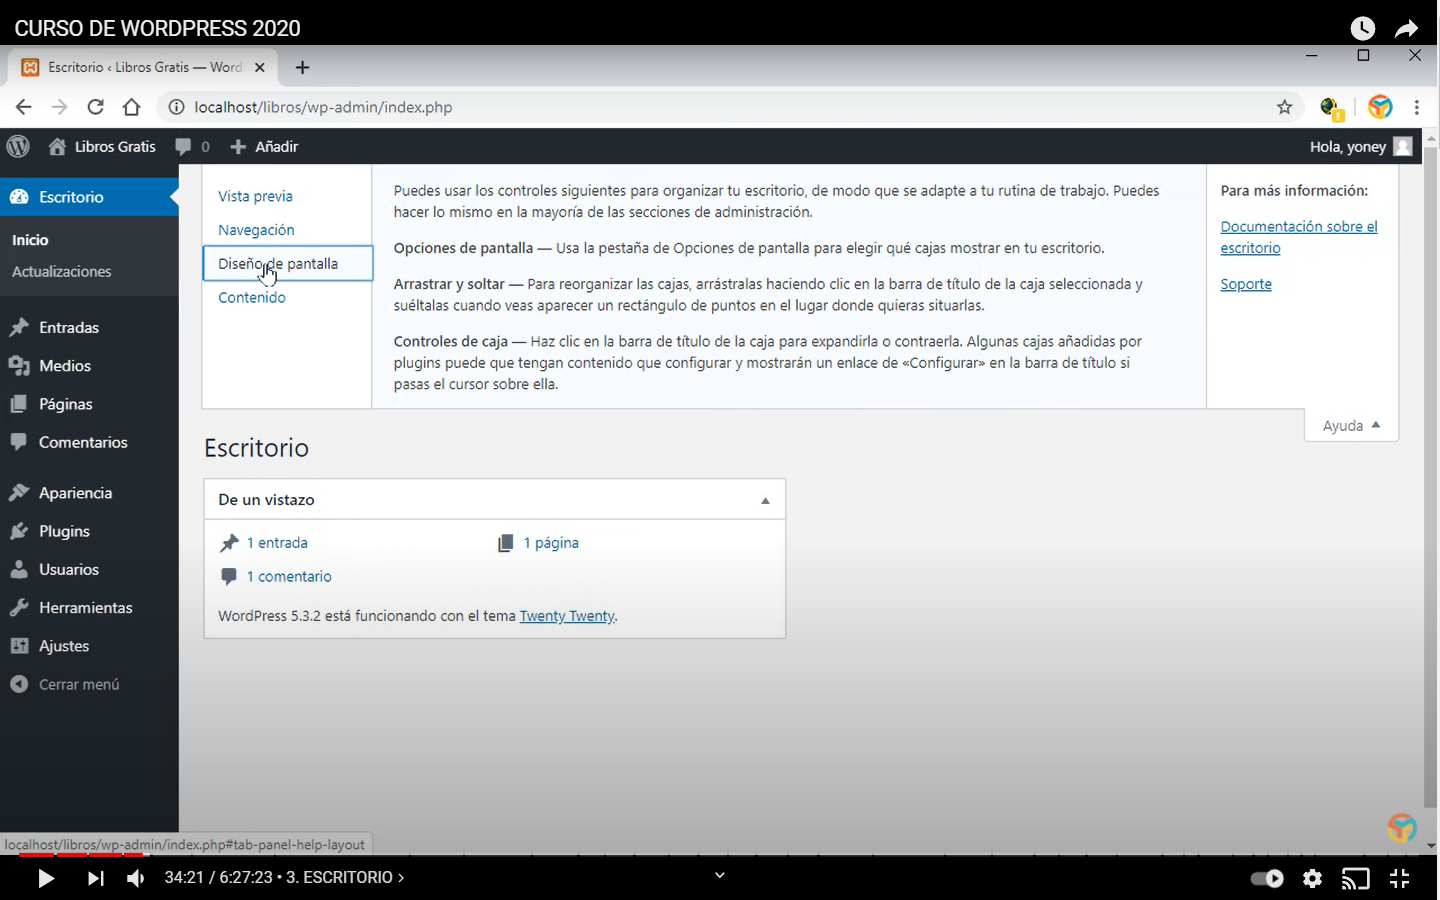 CURSO DE WORDPRESS 2020
Escritorio ‹ Libros Gratis — Word
localhost/libros/wp-admin/index.php
Libros Gratis 0 Añadir Hola, yoney
Escritorio
Inicio
Actualizaciones
Entradas
Medios
Páginas
Comentarios
Apariencia
Plugins
Usuarios
Herramientas
Ajustes
Cerrar menú
Vista previa
Navegación
Diseño de pantalla
Contenido
Puedes usar los controles siguientes para organizar tu escritorio, de modo que se adapte a tu rutina de trabajo. Puedes
hacer lo mismo en la mayoría de las secciones de administración.
Opciones de pantalla — Usa la pestaña de Opciones de pantalla para elegir qué cajas mostrar en tu escritorio.
Arrastrar y soltar — Para reorganizar las cajas, arrástralas haciendo clic en la barra de título de la caja seleccionada y
suéltalas cuando veas aparecer un rectángulo de puntos en el lugar donde quieras situarlas.
Controles de caja — Haz clic en la barra de título de la caja para expandirla o contraerla. Algunas cajas añadidas por
plugins puede que tengan contenido que configurar y mostrarán un enlace de «Configurar» en la barra de título si
pasas el cursor sobre ella.
Para más información:
Documentación sobre el
escritorio
Soporte
Ayuda
Escritorio
De un vistazo
1 entrada 1 página
1 comentario
WordPress 5.3.2 está funcionando con el tema Twenty Twenty.
localhost/libros/wp-admin/index.php#tab-panel-help-layout
34:21 / 6:27:23 • 3. ESCRITORIO >